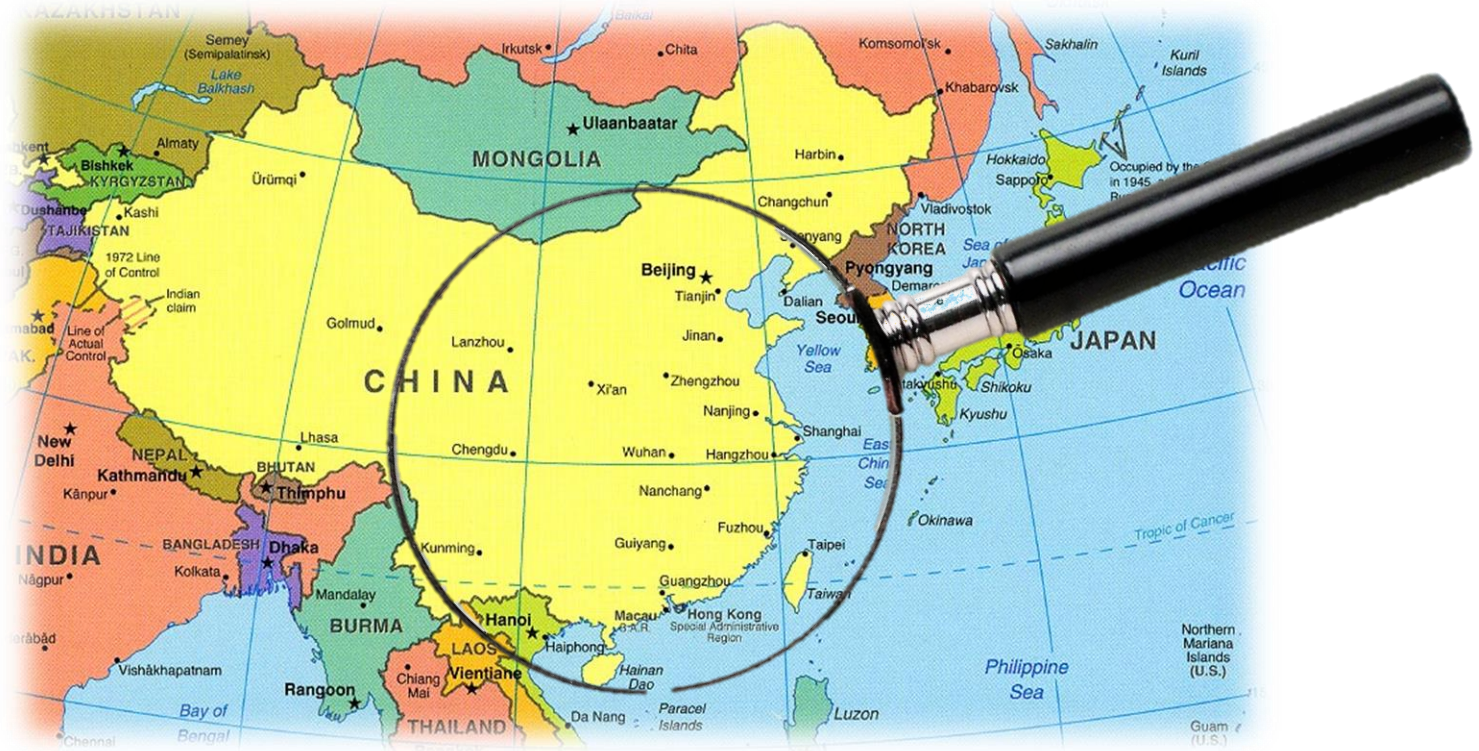 KAZAKHSTAN
Semey
(Semipalatinsk)
Lake
Balkhash
Almaty
Bishkek
KYRGYZSTAN
Dushanbe
TAJIKISTAN
Kashi
1972 Line
of Control
Indian
claim
Line of
Actual
Control
New
Delhi
NEPAL
Kathmandu
Kānpur
INDIA
Nāgpur
BHUTAN
Thimphu
BANGLADESH
Dhaka
Kolkata
Vishākhapatnam
Chennai
Bay of
Bengal
Irkutsk
Baikal
Chita
Ulaanbaatar
MONGOLIA
Ürümqi
Golmud
Lanzhou
CHINA
Lhasa
Chengdu
Xi'an
Zhengzhou
Nanjing
Shanghai
Wuhan
Hangzhou
Nanchang
Fuzhou
Guiyang
Kunming
Guangzhou
Macau
S.A.R.
Hong Kong
Special Administrative
Region
Taipei
Taiwan
Hainan
Dao
Beijing
Tianjin
Jinan
Dalian
Harbin
Changchun
Komsomol'sk
Khabarovsk
Vladivostok
NORTH
KOREA
Pyongyang
Seoul
Yellow
Sea
East
China
Sea
Sea of
Sakhalin
Kuril
Islands
Hokkaido
Sapporo
Occupied by the
in 1945
JAPAN
Ōsaka
Shikoku
Kyushu
Okinawa
Ocean
Tropic of Cancer
Philippine
Sea
Northern
Mariana
Islands
(U.S.)
Guam
(U.S.)
Luzon
Paracel
Islands
Mandalay
BURMA
Rangoon
Hanoi
Haiphong
LAOS
Vientiane
Chiang
Mai
THAILAND
Da Nang